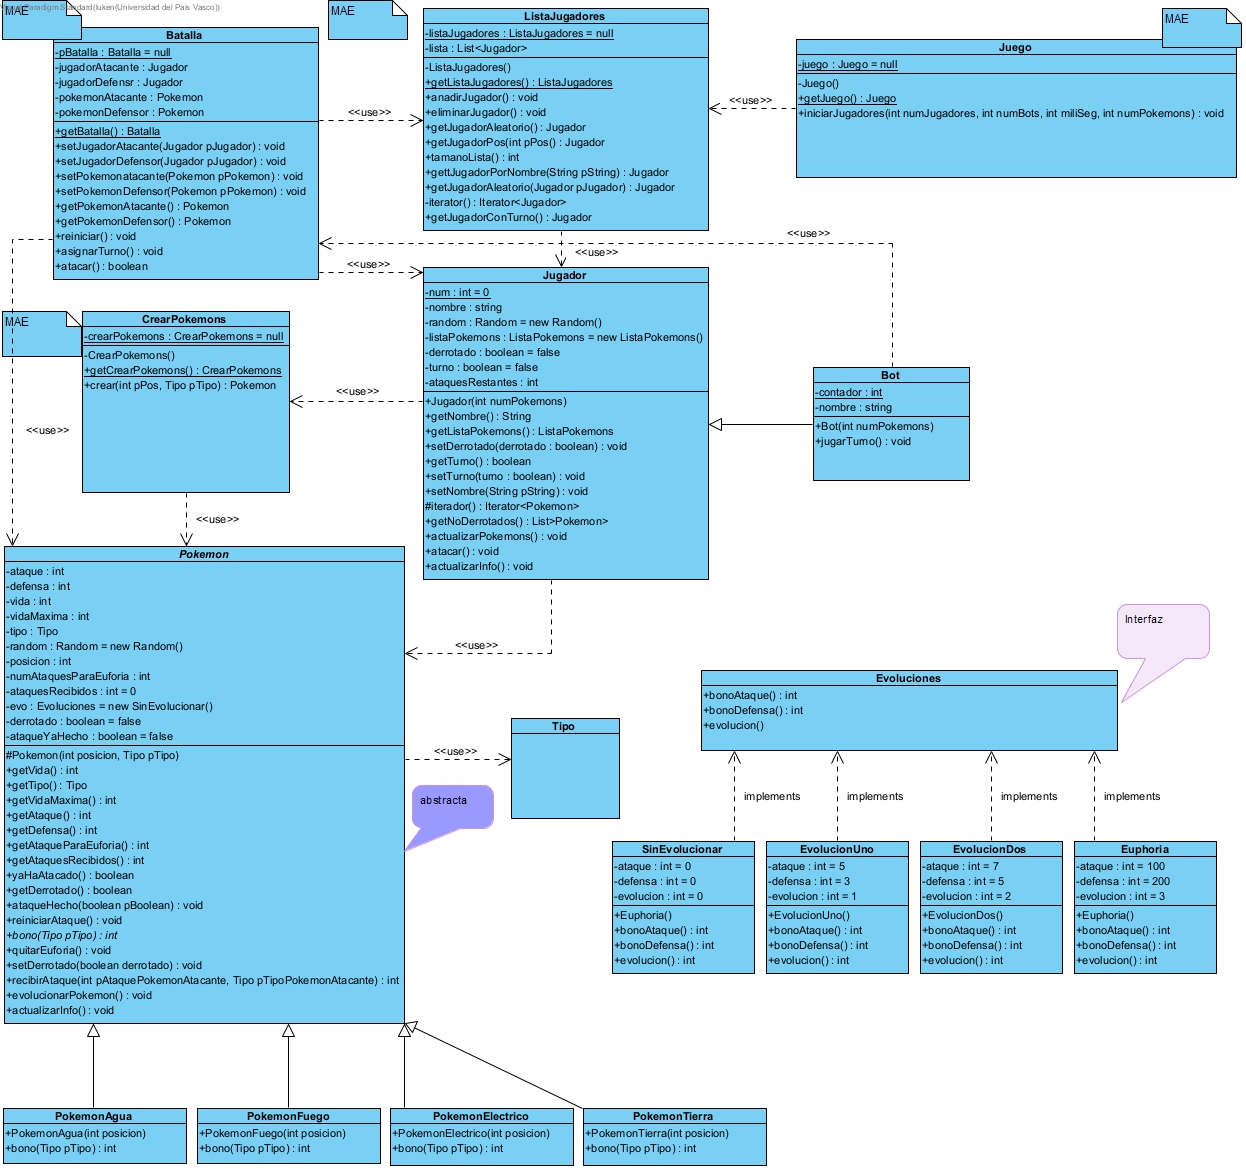 MAE
Paradigm Standard(Iuken(Universidad del Pais Vasco))
Batalla
-pBatalla : Batalla = null
-jugadorAtacante : Jugador
-jugadorDefensr : Jugador
-pokemonAtacante : Pokemon
-pokemonDefensor : Pokemon
+getBatalla() : Batalla
+setJugadorAtacante(Jugador pJugador) : void
+setJugadorDefensor(Jugador pJugador) : void
+setPokemonatacante(Pokemon pPokemon) : void
+setPokemonDefensor(Pokemon pPokemon) : void
+getPokemonAtacante() : Pokemon
+getPokemonDefensor() : Pokemon
+reiniciar() : void
+asignarTurno() : void
+atacar() : boolean
<<use>>
<<use>>
MAE
ListaJugadores
-listaJugadores : ListaJugadores = null
-lista : List<Jugador>
-ListaJugadores()
+getListaJugadores() : ListaJugadores
+anadirJugador() : void
+eliminarJugador() : void
+getJugadorAleatorio() : Jugador
+getJugadorPos(int pPos() : Jugador
+tamanoLista() : int
+gettJugadorPorNombre(String pString) : Jugador
+getJugadorAleatorio(Jugador pJugador) : Jugador
-iterator() : Iterator<Jugador>
+getJugadorConTurno() : Jugador
<<use>>
MAE
Juego
-juego : Juego = null
-Juego()
+getJuego() : Juego
+iniciarJugadores(int numJugadores, int numBots, int miliSeg, int numPokemons) : void
<<use>>
<<use>>
MAE
CrearPokemons
-crearPokemons : CrearPokemons = null
-CrearPokemons()
+getCrearPokemons() : CrearPokemons
+crear(int pPos, Tipo pTipo) : Pokemon
<<use>>
<<use>>
<<use>>
Jugador
-num : int = 0
-nombre : string
-random : Random = new Random()
-listaPokemons : ListaPokemons = new ListaPokemons()
-derrotado : boolean = false
-turno : boolean = false
-ataquesRestantes : int
+Jugador(int numPokemons)
+getNombre() : String
+getListaPokemons() : ListaPokemons
+setDerrotado(derrotado : boolean) : void
+getTurno() : boolean
+setTurno(turno : boolean) : void
+setNombre(String pString) : void
#iterador() : Iterator<Pokemon>
+getNoDerrotados() : List>Pokemon>
+actualizarPokemons() : void
+atacar() : void
+actualizarInfo() : void
<<use>>
Bot
-contador : int
-nombre : string
+Bot(int numPokemons)
+jugarTurno() : void
Pokemon
-ataque : int
-defensa : int
-vida : int
-vidaMaxima : int
-tipo : Tipo
-random : Random = new Random()
-posicion : int
-numAtaquesParaEuforia : int
-ataquesRecibidos : int = 0
-evo : Evoluciones = new SinEvolucionar()
-derrotado : boolean = false
-ataqueYaHecho : boolean = false
#Pokemon(int posicion, Tipo pTipo)
+getVida() : int
+getTipo() : Tipo
+getVidaMaxima() : int
+getAtaque() : int
+getDefensa() : int
+getAtaqueParaEuforia() : int
+getAtaquesRecibidos() : int
+yaHaAtacado() : boolean
+getDerrotado() : boolean
+ataqueHecho(boolean pBoolean) : void
+reiniciarAtaque() : void
+bono(Tipo pTipo) : int
+quitarEuforia() : void
+setDerrotado(boolean derrotado) : void
+recibirAtaque(int pAtaquePokemonAtacante, Tipo pTipoPokemonAtacante) : int
+evolucionarPokemon() : void
+actualizarInfo() : void
<<use>>
Tipo
abstracta
Interfaz
Evoluciones
+bonoAtaque() : int
+bonoDefensa() : int
+evolucion()
implements
implements
implements
implements
SinEvolucionar
-ataque : int = 0
-defensa : int = 0
-evolucion : int = 0
+Euphoria()
+bonoAtaque() : int
+bonoDefensa() : int
+evolucion() : int
EvolucionUno
-ataque : int = 5
-defensa : int = 3
-evolucion : int = 1
+EvolucionUno()
+bonoAtaque() : int
+bonoDefensa() : int
+evolucion() : int
EvolucionDos
-ataque : int = 7
-defensa : int = 5
-evolucion : int = 2
+EvolucionDos()
+bonoAtaque() : int
+bonoDefensa() : int
+evolucion() : int
Euphoria
-ataque : int = 100
-defensa : int = 200
-evolucion : int = 3
+Euphoria()
+bonoAtaque() : int
+bonoDefensa() : int
+evolucion() : int
PokemonAgua
+PokemonAgua(int posicion)
+bono(Tipo pTipo) : int
PokemonFuego
+PokemonFuego(int posicion)
+bono(Tipo pTipo) : int
PokemonElectrico
+PokemonElectrico(int posicion)
+bono(Tipo pTipo) : int
PokemonTierra
+PokemonTierra(int posicion)
+bono(Tipo pTipo) : int